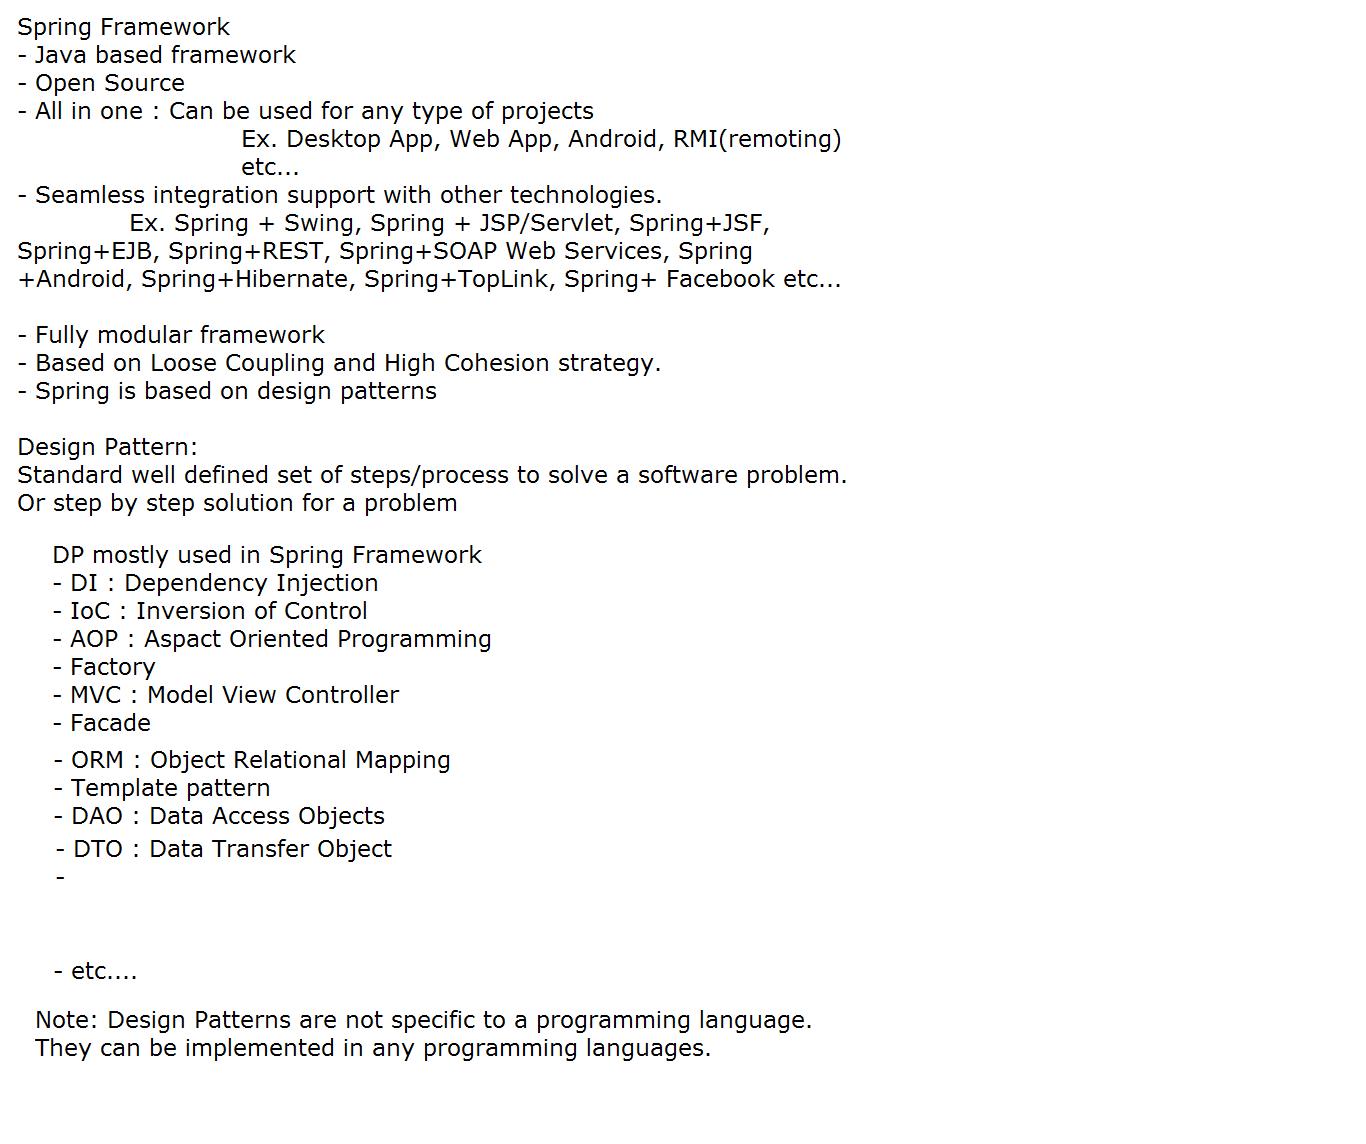 Spring Framework
- Java based framework
- Open Source
- All in one : Can be used for any type of projects
Ex. Desktop App, Web App, Android, RMI(remoting)
etc...
- Seamless integration support with other technologies.
Ex. Spring + Swing, Spring + JSP/Servlet, Spring+JSF,
Spring+EJB, Spring+REST, Spring+SOAP Web Services, Spring
+Android, Spring+Hibernate, Spring+TopLink, Spring+ Facebook etc...
- Fully modular framework
- Based on Loose Coupling and High Cohesion strategy.
- Spring is based on design patterns
Design Pattern:
Standard well defined set of steps/process to solve a software problem.
Or step by step solution for a problem
DP mostly used in Spring Framework
- DI : Dependency Injection
- IoC : Inversion of Control
- AOP : Aspact Oriented Programming
- Factory
- MVC : Model View Controller
- Facade
- ORM : Object Relational Mapping
- Template pattern
- DAO : Data Access Objects
- DTO : Data Transfer Object
-
- etc....
Note: Design Patterns are not specific to a programming language.
They can be implemented in any programming languages.